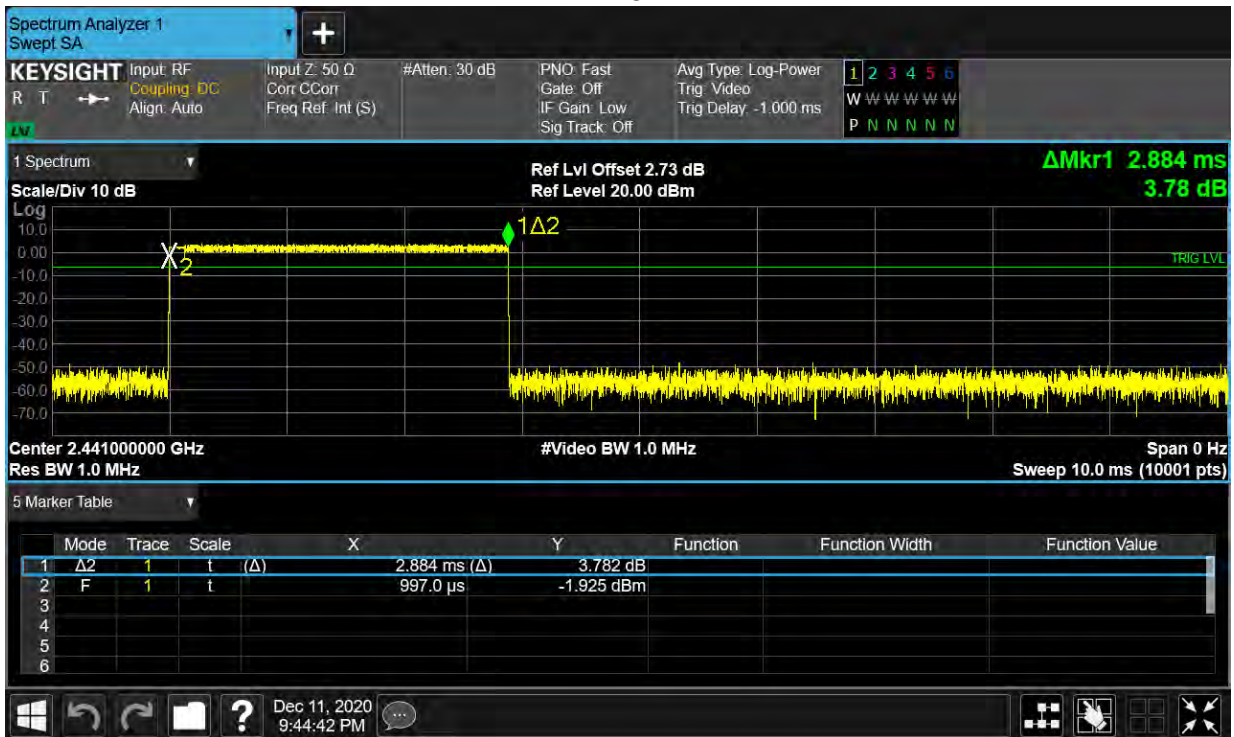 Spectrum Analyzer 1
Swept SA
+
KEYSIGHT Input: RF Input Z: 50 Ω #Atten: 30 dB PNO: Fast Avg Type: Log-Power 1 2 3 4 5 6
R T Coupling: DC Corr CCorr Gate: Off Trig: Video W W W W W W
Align: Auto Freq Ref: Int (S) IF Gain: Low Trig Delay: -1.000 ms P N N N N N
Sig Track: Off
LXI
1 Spectrum Ref Lvl Offset 2.73 dB ΔMkr1 2.884 ms
Scale/Div 10 dB Ref Level 20.00 dBm 3.78 dB
Log
10.0 1Δ2
0.00 X TRIG LVL
2
-10.0
-20.0
-30.0
-40.0
-50.0
-60.0
-70.0
Center 2.441000000 GHz #Video BW 1.0 MHz Span 0 Hz
Res BW 1.0 MHz Sweep 10.0 ms (10001 pts)
5 Marker Table
Mode Trace Scale X Y Function Function Width Function Value
1 Δ2 1 t (Δ) 2.884 ms (Δ) 3.782 dB
2 F 1 t 997.0 µs -1.925 dBm
3
4
5
6
? Dec 11, 2020
9:44:42 PM